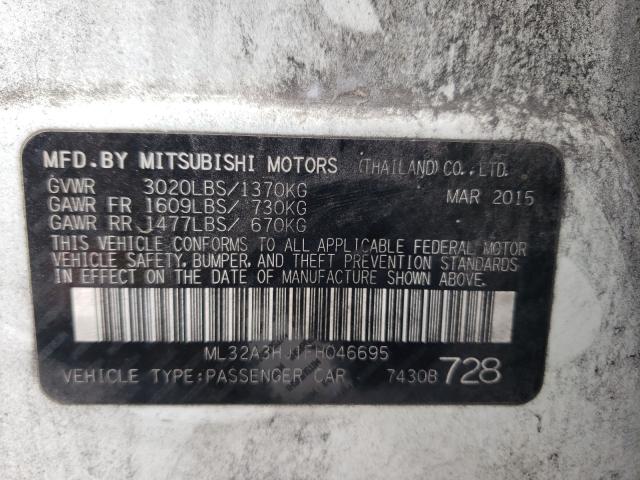 MFD.BY MITSUBISHI MOTORS (THAILAND) CO., LTD.
GVWR 3020LBS/1370KG MAR 2015
GAWR FR 1609LBS/ 730KG
GAWR RR 1477LBS/ 670KG
THIS VEHICLE CONFORMS TO ALL APPLICABLE FEDERAL MOTOR
VEHICLE SAFETY, BUMPER, AND THEFT PREVENTION STANDARDS
IN EFFECT ON THE DATE OF MANUFACTURE SHOWN ABOVE.
ML32A3HJ1FH046695
VEHICLE TYPE:PASSENGER CAR 7430B 728